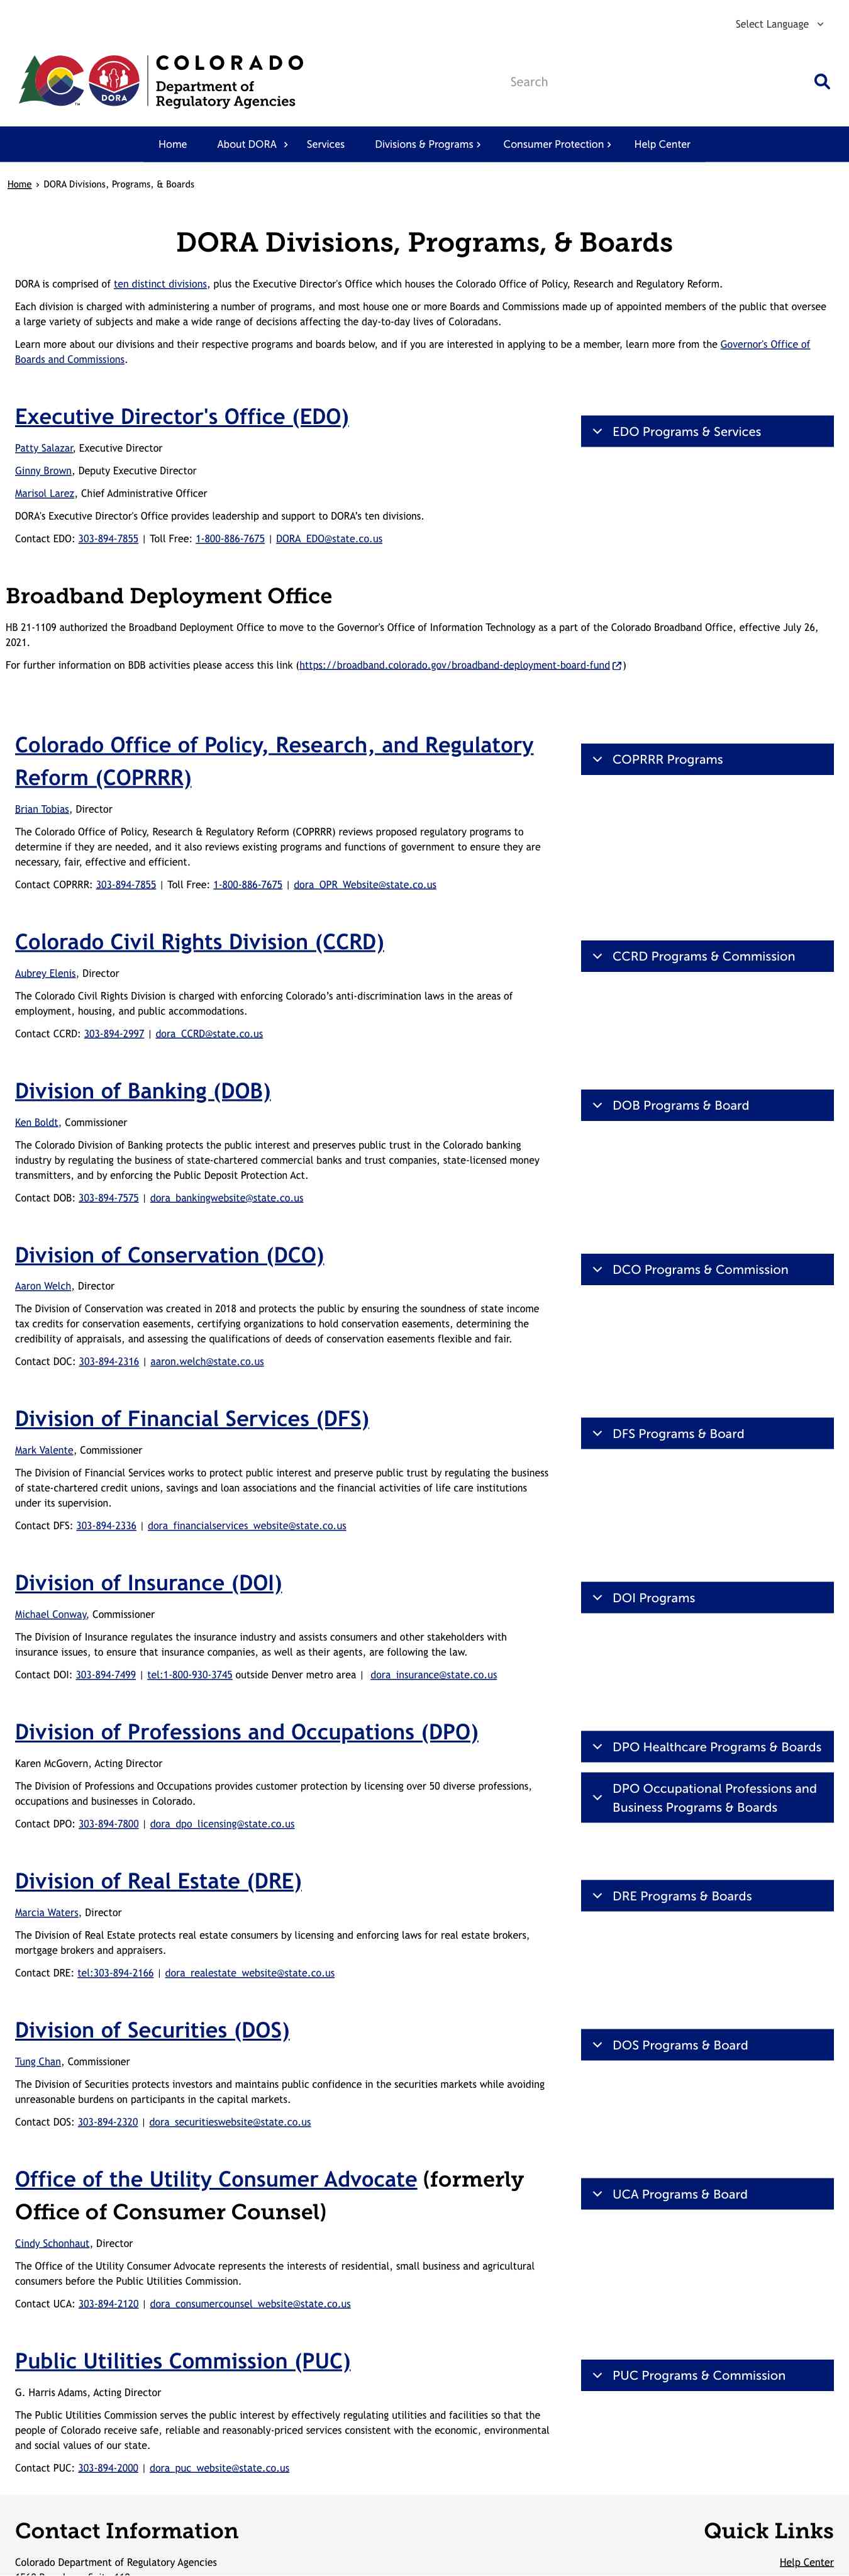 Select Language
COLORADO
Department of
Regulatory Agencies
DORA
TM
Search
Home About DORA Services Divisions & Programs Consumer Protection Help Center
Home › DORA Divisions, Programs, & Boards
DORA Divisions, Programs, & Boards
DORA is comprised of ten distinct divisions, plus the Executive Director's Office which houses the Colorado Office of Policy, Research and Regulatory Reform.
Each division is charged with administering a number of programs, and most house one or more Boards and Commissions made up of appointed members of the public that oversee
a large variety of subjects and make a wide range of decisions affecting the day-to-day lives of Coloradans.
Learn more about our divisions and their respective programs and boards below, and if you are interested in applying to be a member, learn more from the Governor's Office of
Boards and Commissions.
Executive Director's Office (EDO)
EDO Programs & Services
Patty Salazar, Executive Director
Ginny Brown, Deputy Executive Director
Marisol Larez, Chief Administrative Officer
DORA's Executive Director's Office provides leadership and support to DORA's ten divisions.
Contact EDO: 303-894-7855 | Toll Free: 1-800-886-7675 | DORA_EDO@state.co.us
Broadband Deployment Office
HB 21-1109 authorized the Broadband Deployment Office to move to the Governor's Office of Information Technology as a part of the Colorado Broadband Office, effective July 26,
2021.
For further information on BDB activities please access this link (https://broadband.colorado.gov/broadband-deployment-board-fund)
Colorado Office of Policy, Research, and Regulatory
Reform (COPRRR)
COPRRR Programs
Brian Tobias, Director
The Colorado Office of Policy, Research & Regulatory Reform (COPRRR) reviews proposed regulatory programs to
determine if they are needed, and it also reviews existing programs and functions of government to ensure they are
necessary, fair, effective and efficient.
Contact COPRRR: 303-894-7855 | Toll Free: 1-800-886-7675 | dora_OPR_Website@state.co.us
Colorado Civil Rights Division (CCRD)
CCRD Programs & Commission
Aubrey Elenis, Director
The Colorado Civil Rights Division is charged with enforcing Colorado’s anti-discrimination laws in the areas of
employment, housing, and public accommodations.
Contact CCRD: 303-894-2997 | dora_CCRD@state.co.us
Division of Banking (DOB)
DOB Programs & Board
Ken Boldt, Commissioner
The Colorado Division of Banking protects the public interest and preserves public trust in the Colorado banking
industry by regulating the business of state-chartered commercial banks and trust companies, state-licensed money
transmitters, and by enforcing the Public Deposit Protection Act.
Contact DOB: 303-894-7575 | dora_bankingwebsite@state.co.us
Division of Conservation (DCO)
DCO Programs & Commission
Aaron Welch, Director
The Division of Conservation was created in 2018 and protects the public by ensuring the soundness of state income
tax credits for conservation easements, certifying organizations to hold conservation easements, determining the
credibility of appraisals, and assessing the qualifications of deeds of conservation easements flexible and fair.
Contact DOC: 303-894-2316 | aaron.welch@state.co.us
Division of Financial Services (DFS)
DFS Programs & Board
Mark Valente, Commissioner
The Division of Financial Services works to protect public interest and preserve public trust by regulating the business
of state-chartered credit unions, savings and loan associations and the financial activities of life care institutions
under its supervision.
Contact DFS: 303-894-2336 | dora_financialservices_website@state.co.us
Division of Insurance (DOI)
DOI Programs
Michael Conway, Commissioner
The Division of Insurance regulates the insurance industry and assists consumers and other stakeholders with
insurance issues, to ensure that insurance companies, as well as their agents, are following the law.
Contact DOI: 303-894-7499 | tel:1-800-930-3745 outside Denver metro area | dora_insurance@state.co.us
Division of Professions and Occupations (DPO)
DPO Healthcare Programs & Boards
DPO Occupational Professions and
Business Programs & Boards
Karen McGovern, Acting Director
The Division of Professions and Occupations provides customer protection by licensing over 50 diverse professions,
occupations and businesses in Colorado.
Contact DPO: 303-894-7800 | dora_dpo_licensing@state.co.us
Division of Real Estate (DRE)
DRE Programs & Boards
Marcia Waters, Director
The Division of Real Estate protects real estate consumers by licensing and enforcing laws for real estate brokers,
mortgage brokers and appraisers.
Contact DRE: tel:303-894-2166 | dora_realestate_website@state.co.us
Division of Securities (DOS)
DOS Programs & Board
Tung Chan, Commissioner
The Division of Securities protects investors and maintains public confidence in the securities markets while avoiding
unreasonable burdens on participants in the capital markets.
Contact DOS: 303-894-2320 | dora_securitieswebsite@state.co.us
Office of the Utility Consumer Advocate (formerly
Office of Consumer Counsel)
UCA Programs & Board
Cindy Schonhaut, Director
The Office of the Utility Consumer Advocate represents the interests of residential, small business and agricultural
consumers before the Public Utilities Commission.
Contact UCA: 303-894-2120 | dora_consumercounsel_website@state.co.us
Public Utilities Commission (PUC)
PUC Programs & Commission
G. Harris Adams, Acting Director
The Public Utilities Commission serves the public interest by effectively regulating utilities and facilities so that the
people of Colorado receive safe, reliable and reasonably-priced services consistent with the economic, environmental
and social values of our state.
Contact PUC: 303-894-2000 | dora_puc_website@state.co.us
Contact Information
Quick Links
Colorado Department of Regulatory Agencies
Help Center